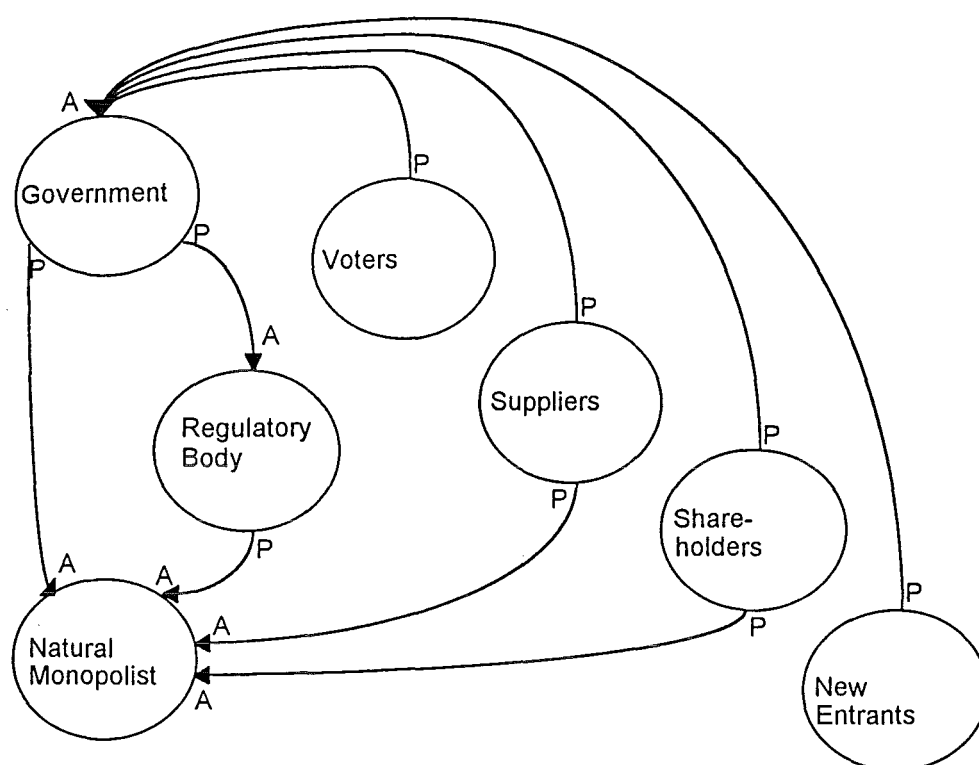 A
Government
P
P
P
Voters
A
P
Suppliers
Regulatory
Body
P
P
P
Share-
holders
A
A
P
A
P
Natural
Monopolist
A
New
Entrants